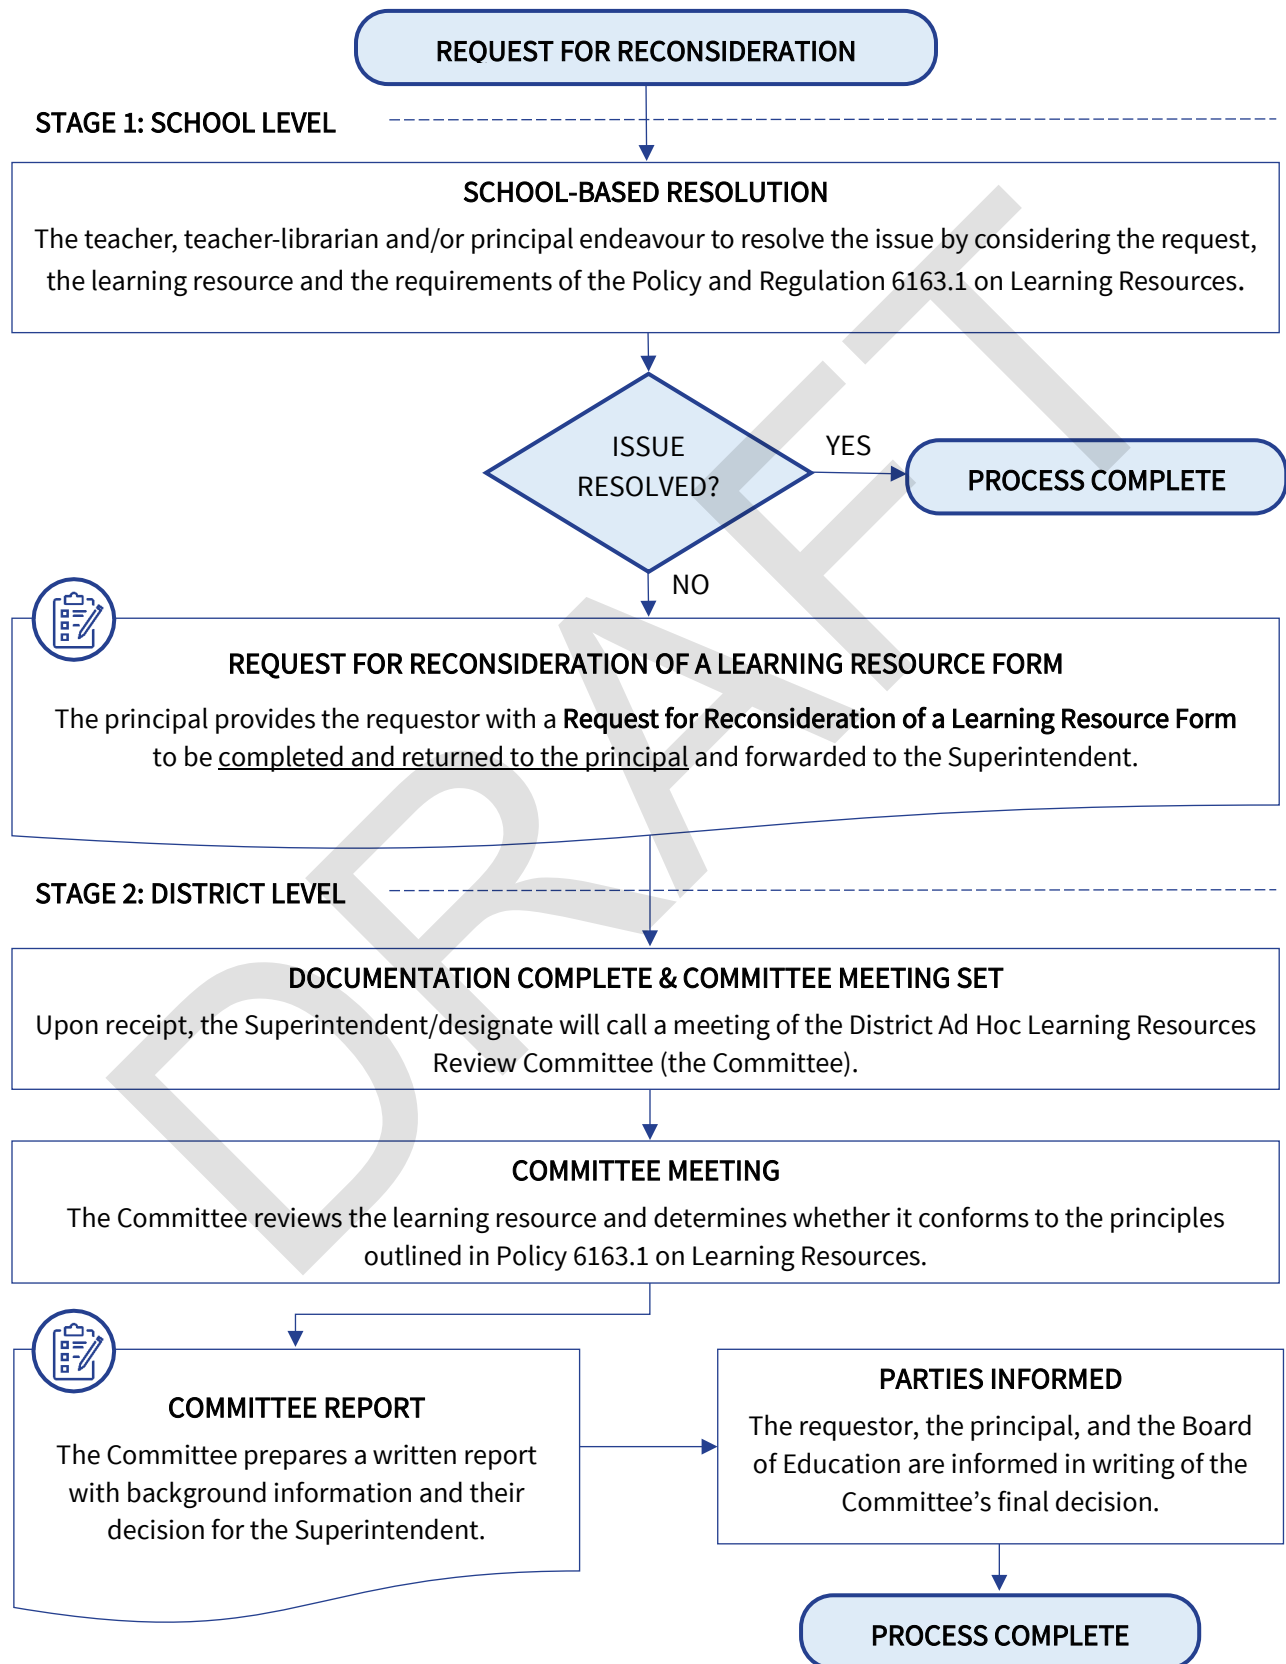 REQUEST FOR RECONSIDERATION
STAGE 1: SCHOOL LEVEL
SCHOOL-BASED RESOLUTION
The teacher, teacher-librarian and/or principal endeavour to resolve the issue by considering the request,
the learning resource and the requirements of the Policy and Regulation 6163.1 on Learning Resources.
ISSUE
RESOLVED?
YES
PROCESS COMPLETE
NO
REQUEST FOR RECONSIDERATION OF A LEARNING RESOURCE FORM
The principal provides the requestor with a Request for Reconsideration of a Learning Resource Form
to be completed and returned to the principal and forwarded to the Superintendent.
STAGE 2: DISTRICT LEVEL
DOCUMENTATION COMPLETE & COMMITTEE MEETING SET
Upon receipt, the Superintendent/designate will call a meeting of the District Ad Hoc Learning Resources
Review Committee (the Committee).
COMMITTEE MEETING
The Committee reviews the learning resource and determines whether it conforms to the principles
outlined in Policy 6163.1 on Learning Resources.
COMMITTEE REPORT
The Committee prepares a written report
with background information and their
decision for the Superintendent.
PARTIES INFORMED
The requestor, the principal, and the Board
of Education are informed in writing of the
Committee's final decision.
PROCESS COMPLETE
DRAFT